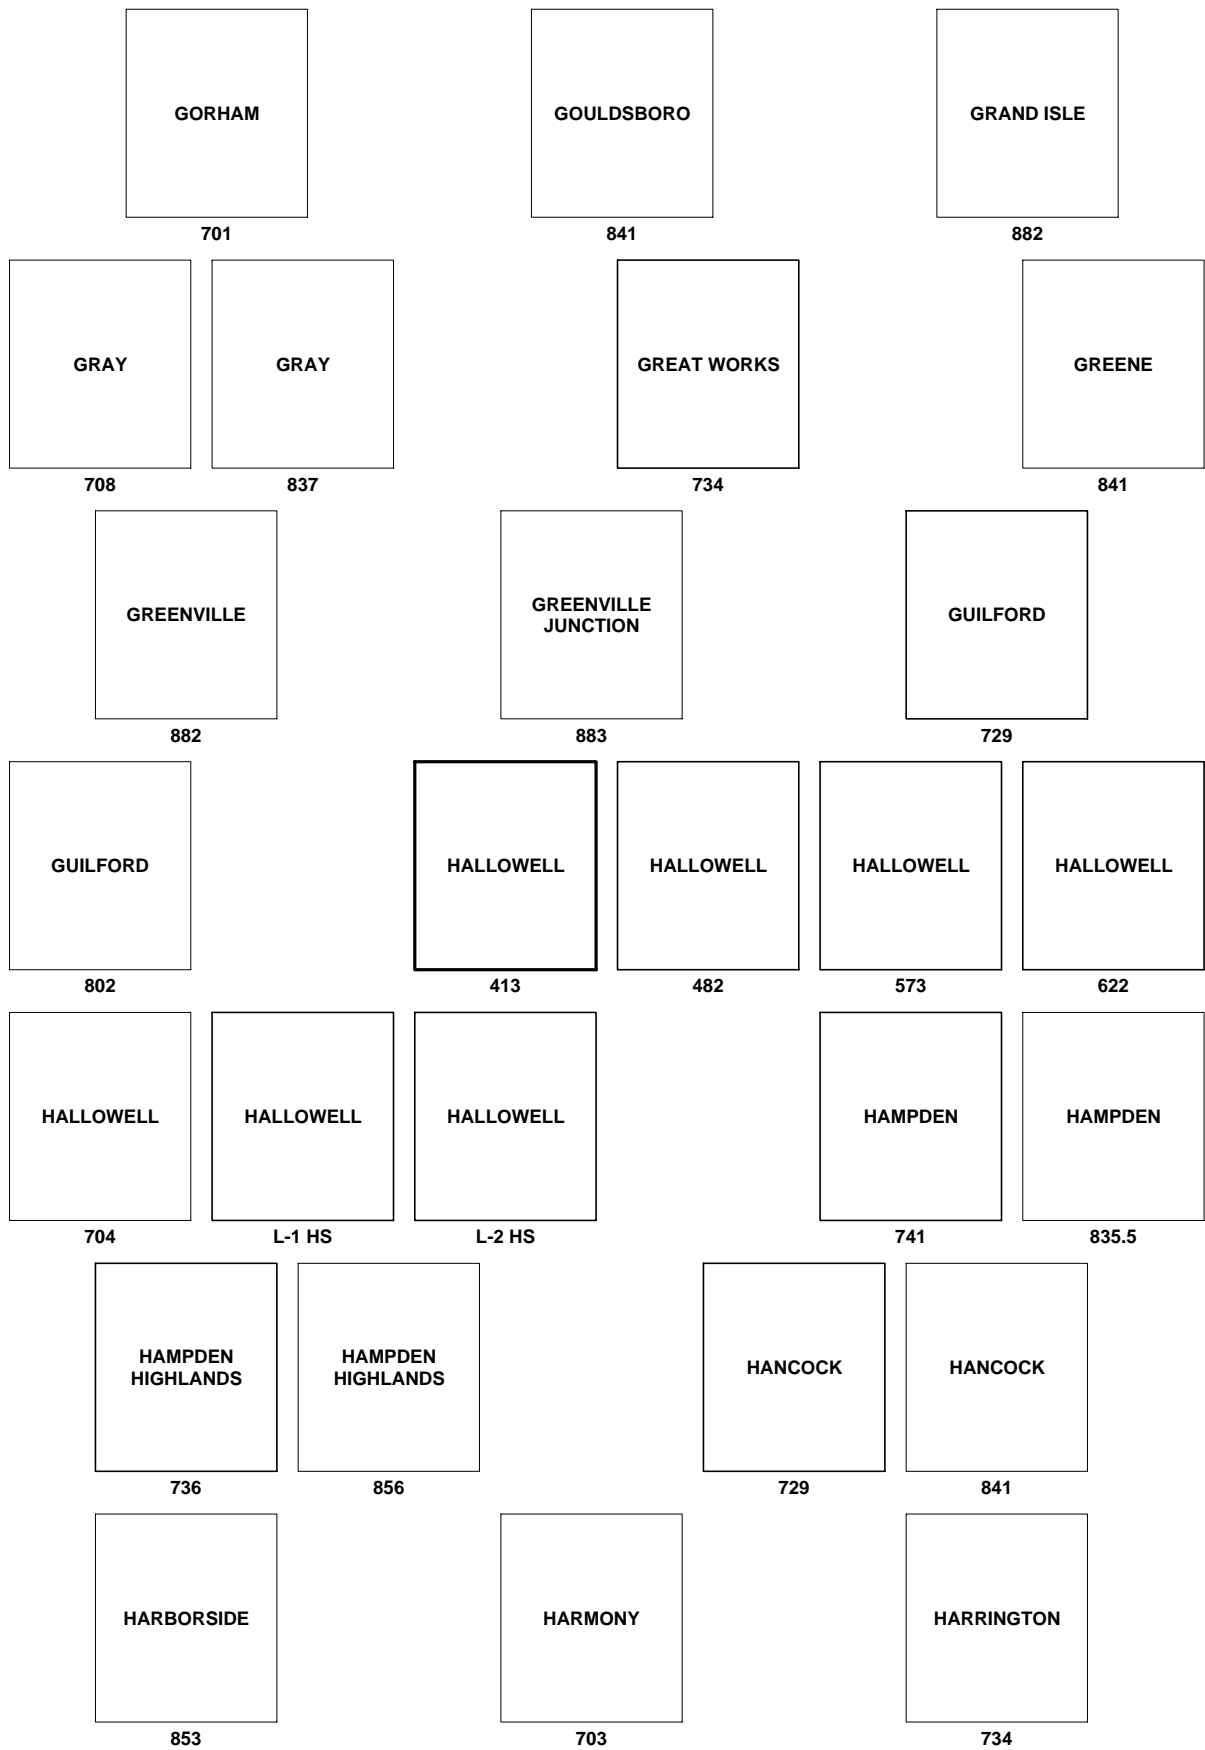 GORHAM
GOULDSBORO
GRAND ISLE
701
841
882
GRAY
GRAY
GREAT WORKS
GREENE
708
837
734
841
GREENVILLE
GREENVILLE
JUNCTION
GUILFORD
882
883
729
GUILFORD
HALLOWELL
HALLOWELL
HALLOWELL
HALLOWELL
802
413
482
573
622
HALLOWELL
HALLOWELL
HALLOWELL
HAMPDEN
HAMPDEN
704
L-1 HS
L-2 HS
741
835.5
HAMPDEN
HIGHLANDS
HAMPDEN
HIGHLANDS
HANCOCK
HANCOCK
736
856
729
841
HARBORSIDE
HARMONY
HARRINGTON
853
703
734